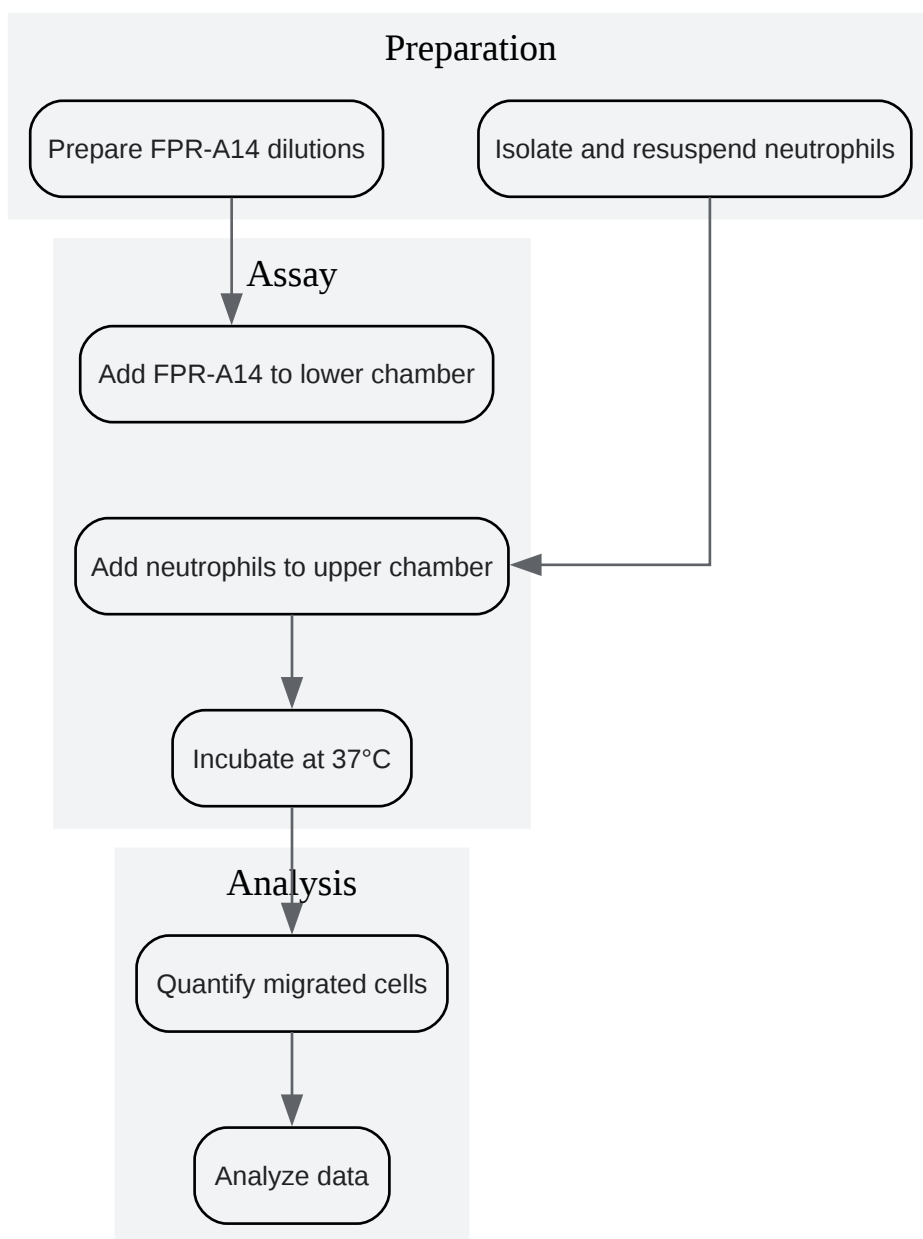 Preparation
Prepare FPR-A14 dilutions
Isolate and resuspend neutrophils
Assay
Add FPR-A14 to lower chamber
Add neutrophils to upper chamber
Incubate at 37°C
Analysis
Quantify migrated cells
Analyze data